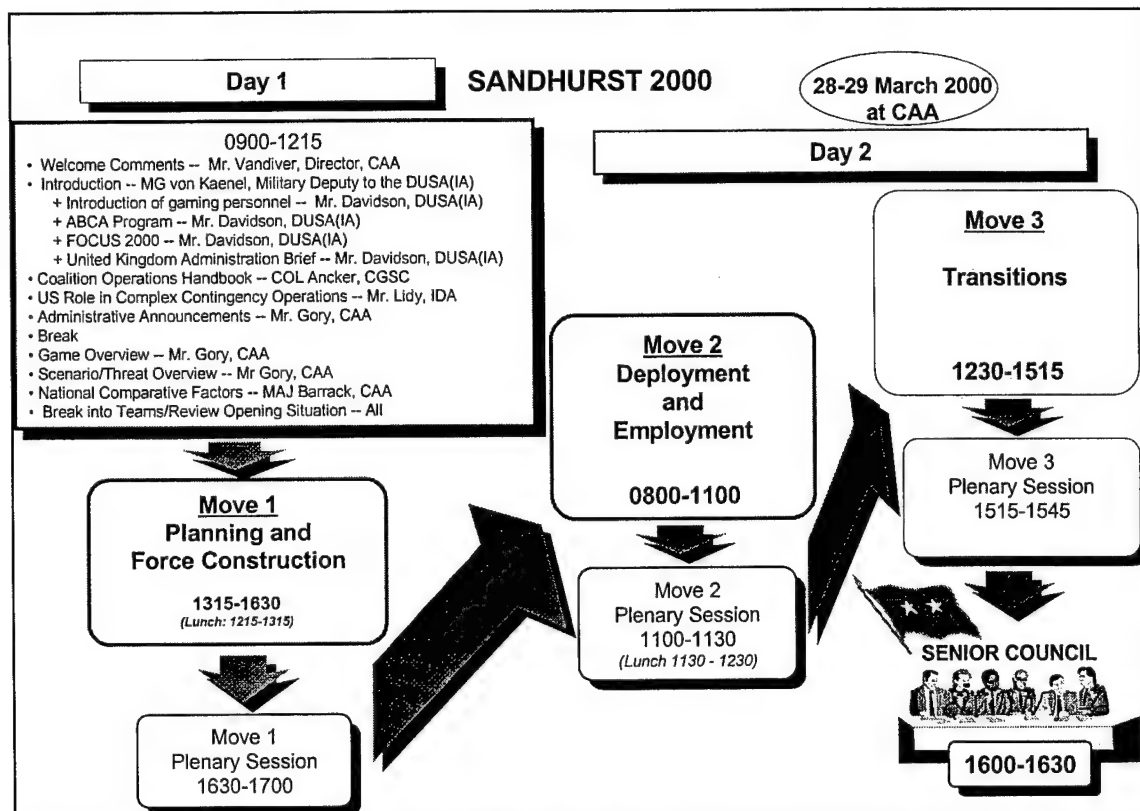 Day 1
SANDHURST 2000
28-29 March 2000
at CAA
0900-1215
• Welcome Comments -- Mr. Vandiver, Director, CAA
• Introduction -- MG von Kaenel, Military Deputy to the DUSA(IA)
+ Introduction of gaming personnel -- Mr. Davidson, DUSA(IA)
+ ABCA Program -- Mr. Davidson, DUSA(IA)
+ FOCUS 2000 -- Mr. Davidson, DUSA(IA)
+ United Kingdom Administration Brief -- Mr. Davidson, DUSA(IA)
• Coalition Operations Handbook -- COL Ancker, CGSC
• US Role in Complex Contingency Operations -- Mr. Lidy, IDA
• Administrative Announcements -- Mr. Gory, CAA
• Break
• Game Overview -- Mr. Gory, CAA
• Scenario/Threat Overview -- Mr Gory, CAA
• National Comparative Factors -- MAJ Barrack, CAA
• Break into Teams/Review Opening Situation -- All
Move 1
Planning and
Force Construction
1315-1630
(Lunch: 1215-1315)
Move 1
Plenary Session
1630-1700
Day 2
Move 2
Deployment
and
Employment
0800-1100
Move 2
Plenary Session
1100-1130
(Lunch 1130 - 1230)
Move 3
Transitions
1230-1515
Move 3
Plenary Session
1515-1545
SENIOR COUNCIL
1600-1630